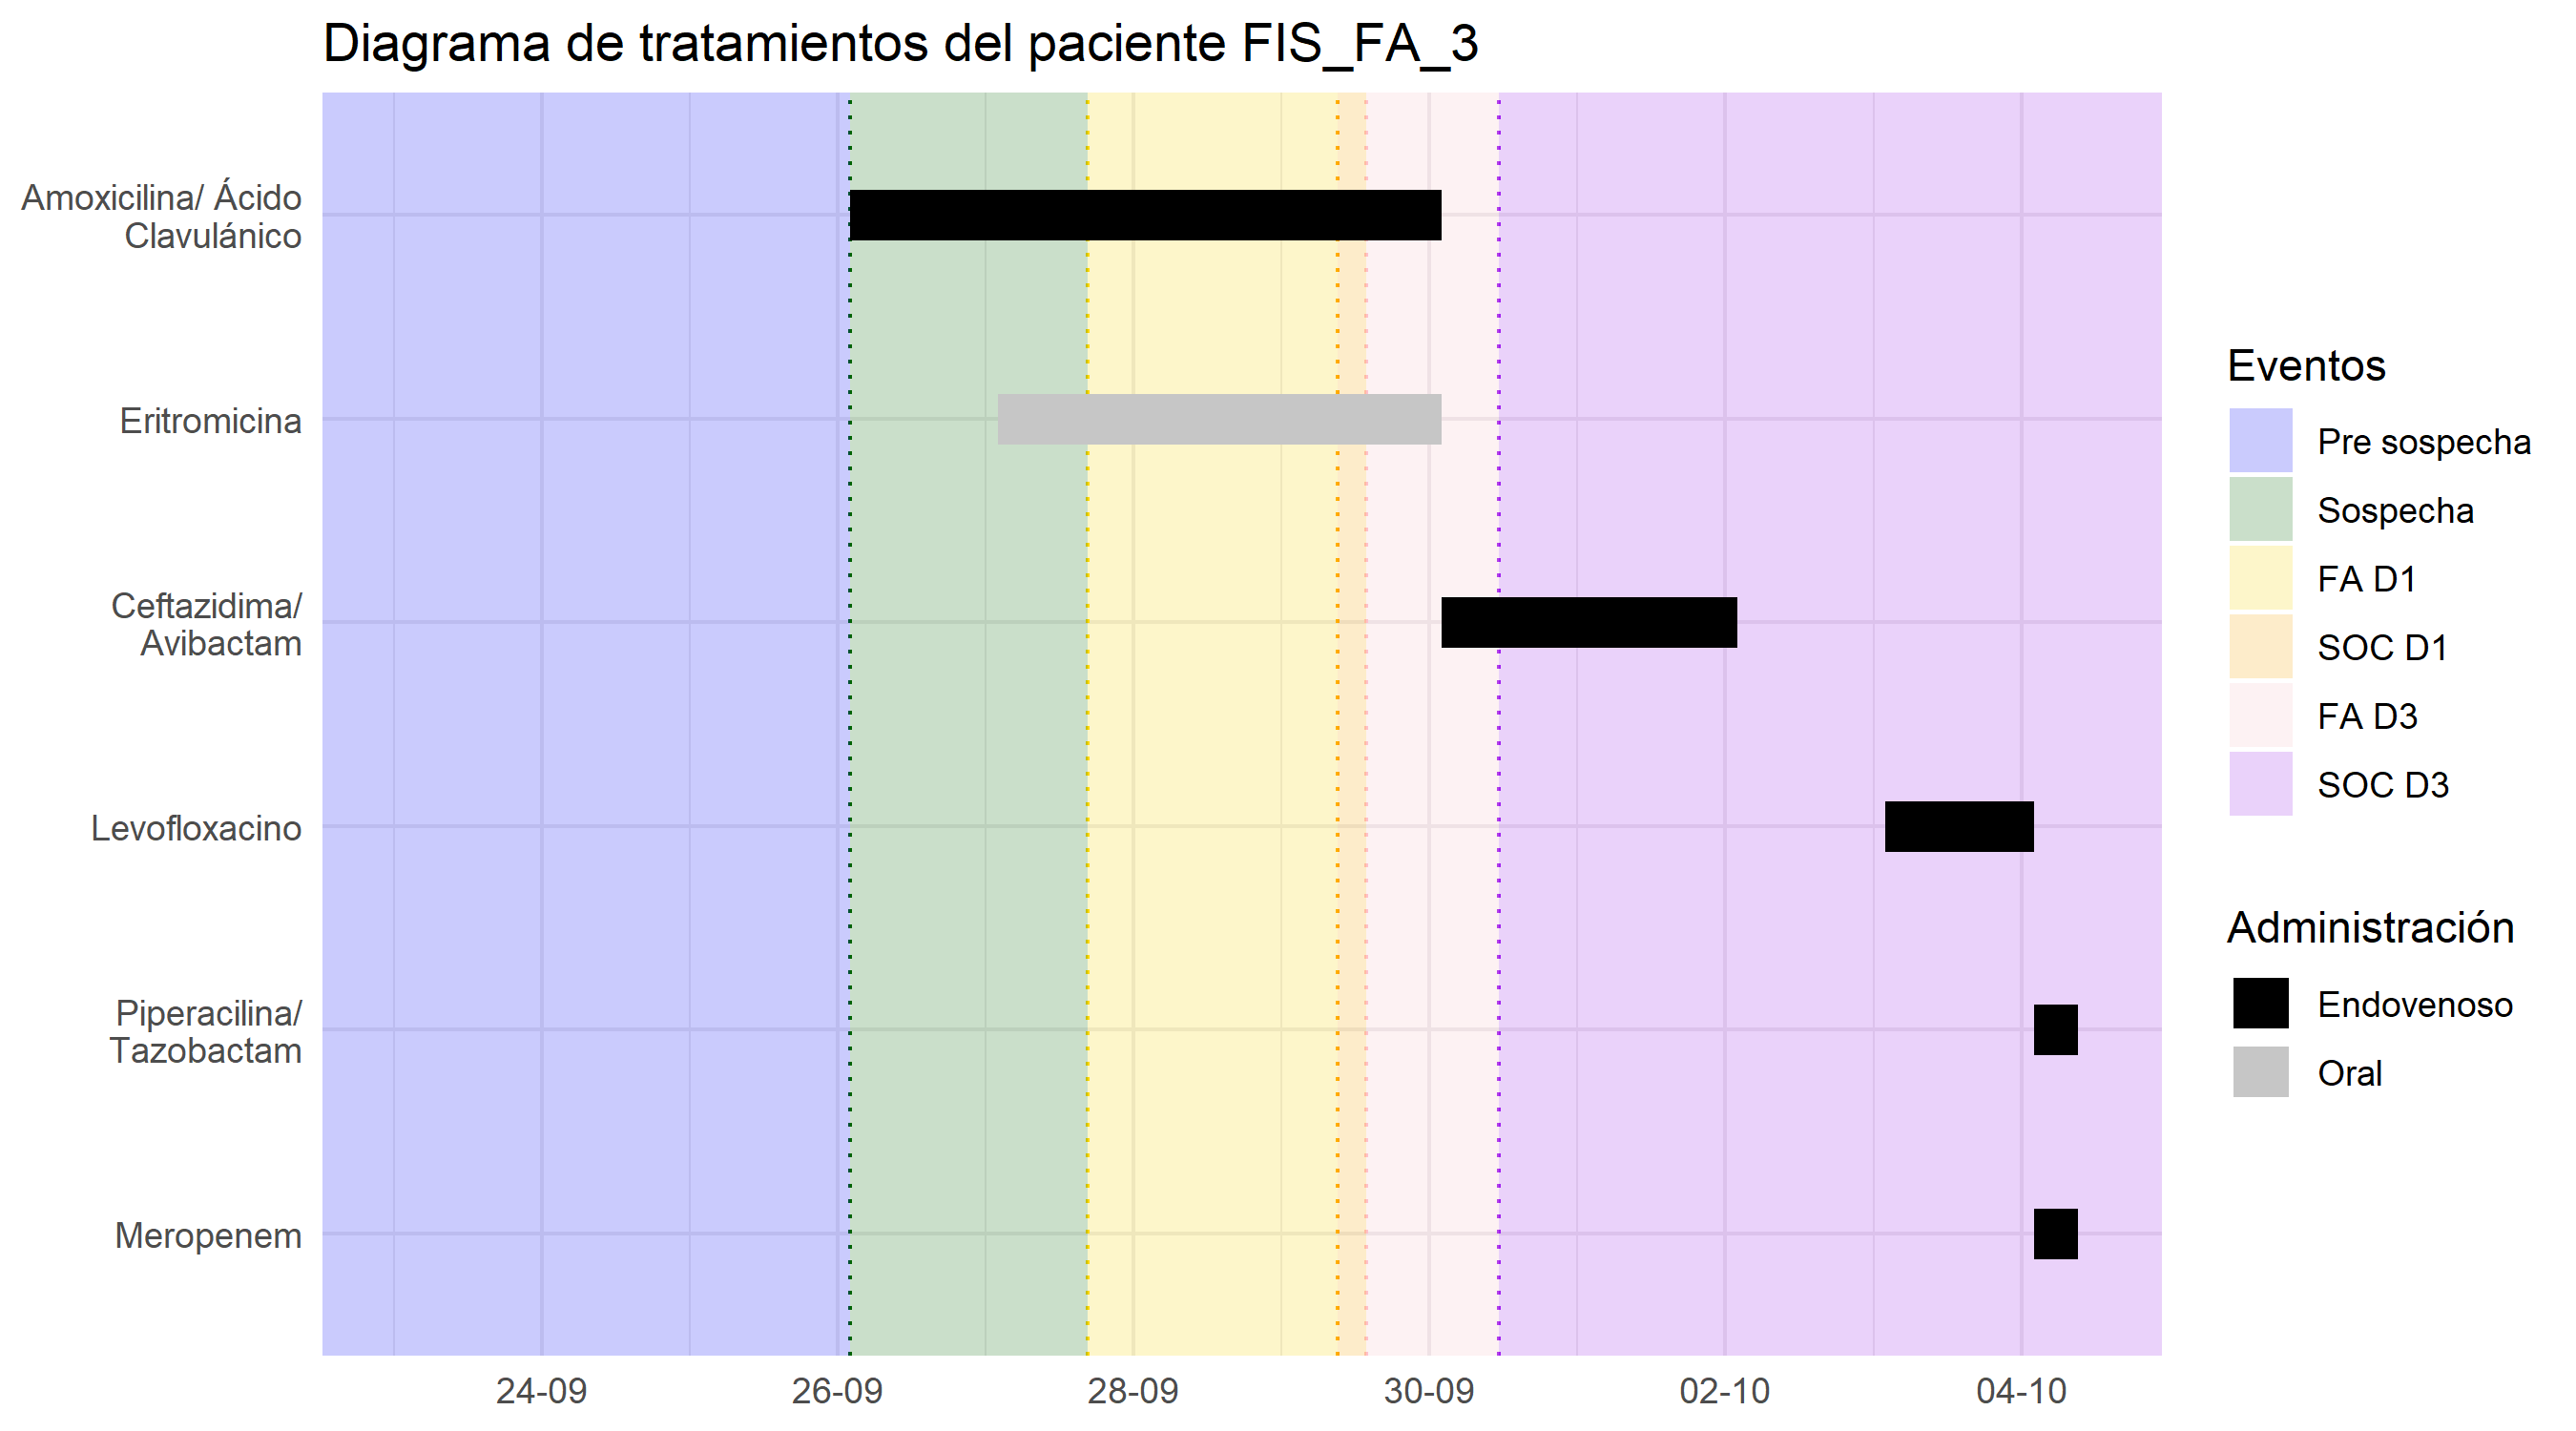 Diagrama de tratamientos del paciente FIS_FA_3
Amoxicilina/ Ácido
Clavulánico
Eritromicina
Ceftazidima/
Avibactam
Levofloxacino
Piperacilina/
Tazobactam
Meropenem
24-09
26-09
28-09
30-09
02-10
04-10
Eventos
Pre sospecha
Sospecha
FA D1
SOC D1
FA D3
SOC D3
Administración
Endovenoso
Oral